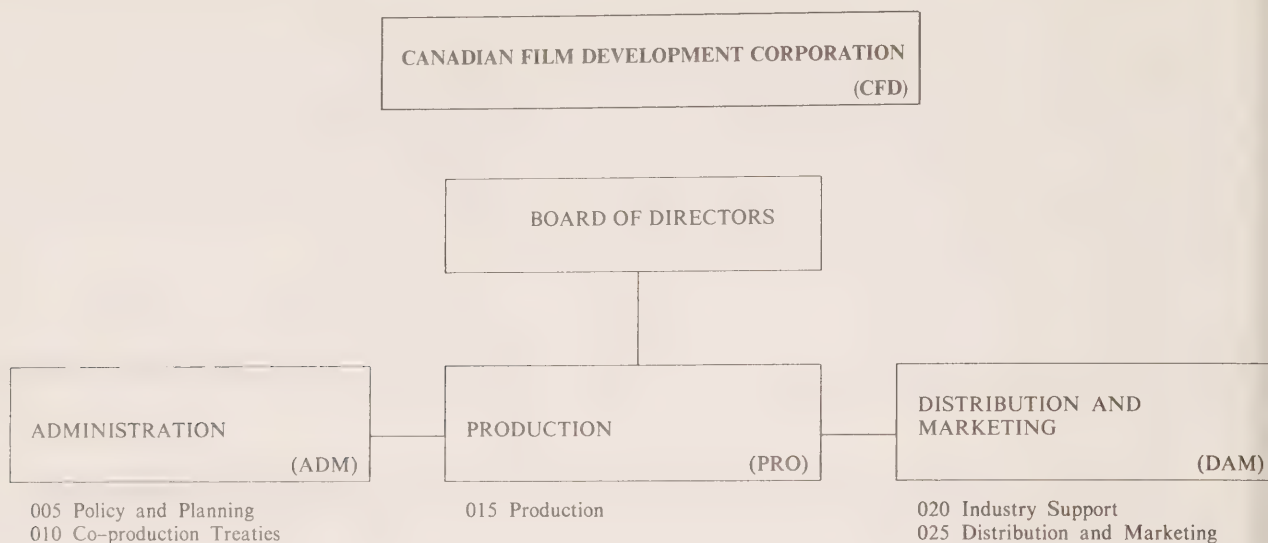 CANADIAN FILM DEVELOPMENT CORPORATION
(CFD)
BOARD OF DIRECTORS
ADMINISTRATION
(ADM)
005 Policy and Planning
010 Co-production Treaties
PRODUCTION
(PRO)
015 Production
DISTRIBUTION AND
MARKETING
(DAM)
020 Industry Support
025 Distribution and Marketing